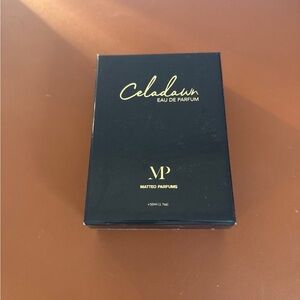 Celadawn
EAU DE PARFUM
MP
MATTEO PARFUMS